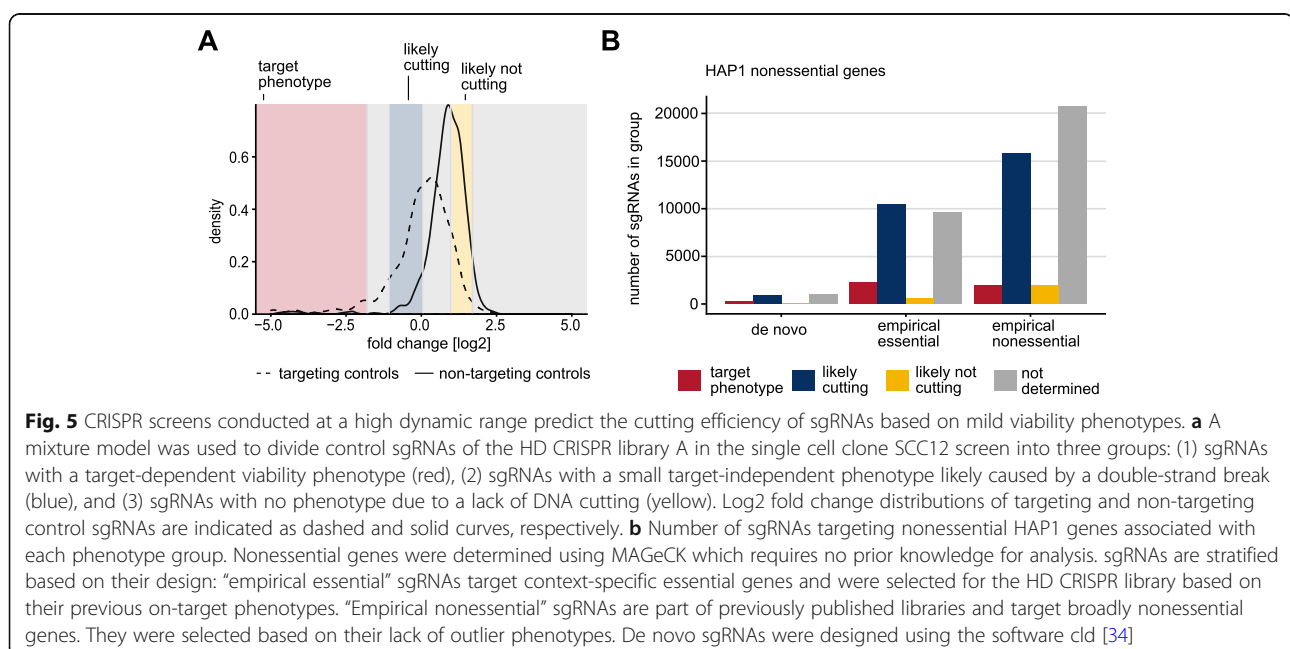 A
target
phenotype
likely
cutting
likely not
cutting
density
0.6
0.4
0.2
0.0
−5.0 −2.5 0.0 2.5 5.0
fold change [log2]
targeting controls non-targeting controls
B
HAP1 nonessential genes
number of sgRNAs in group
20000
15000
10000
5000
0
de novo
empirical
essential
empirical
nonessential
target
phenotype
likely
cutting
likely not
cutting
not
determined
Fig. 5 CRISPR screens conducted at a high dynamic range predict the cutting efficiency of sgRNAs based on mild viability phenotypes. a A
mixture model was used to divide control sgRNAs of the HD CRISPR library A in the single cell clone SCC12 screen into three groups: (1) sgRNAs
with a target-dependent viability phenotype (red), (2) sgRNAs with a small target-independent phenotype likely caused by a double-strand break
(blue), and (3) sgRNAs with no phenotype due to a lack of DNA cutting (yellow). Log2 fold change distributions of targeting and non-targeting
control sgRNAs are indicated as dashed and solid curves, respectively. b Number of sgRNAs targeting nonessential HAP1 genes associated with
each phenotype group. Nonessential genes were determined using MAGeCK which requires no prior knowledge for analysis. sgRNAs are stratified
based on their design: “empirical essential” sgRNAs target context-specific essential genes and were selected for the HD CRISPR library based on
their previous on-target phenotypes. “Empirical nonessential” sgRNAs are part of previously published libraries and target broadly nonessential
genes. They were selected based on their lack of outlier phenotypes. De novo sgRNAs were designed using the software cld [34]